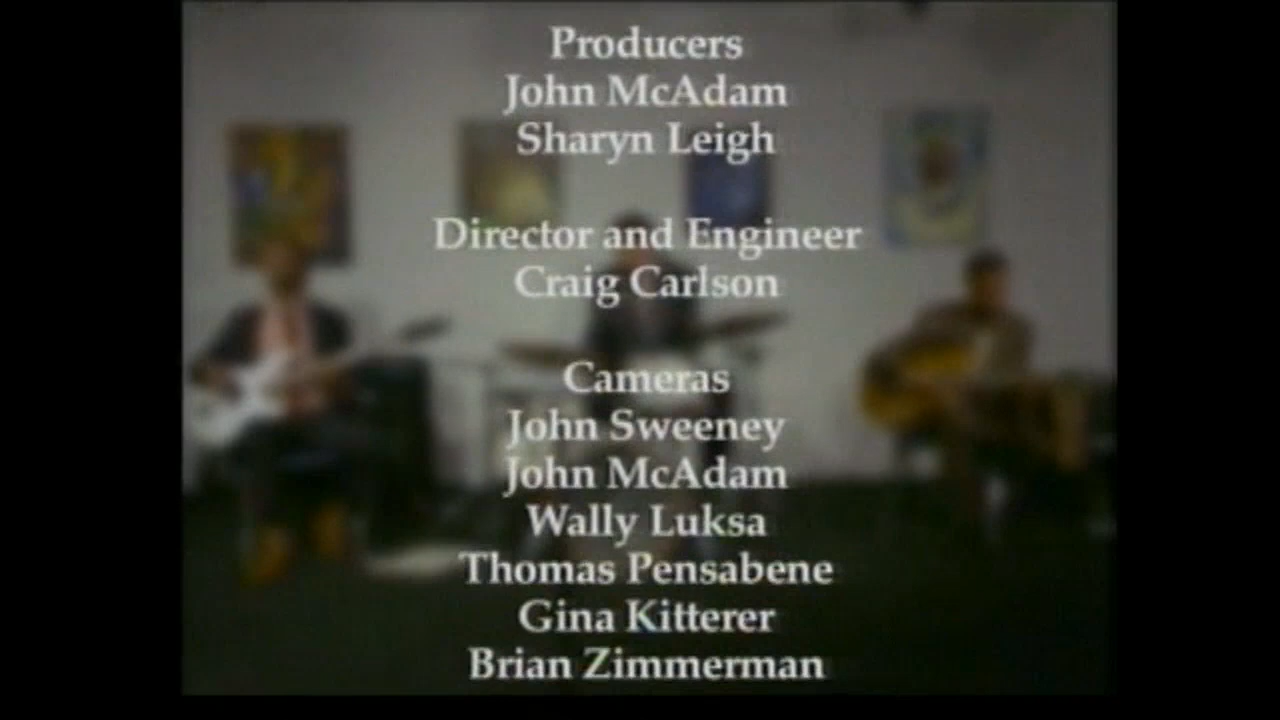 Producers
John McAdam
Sharyn Leigh
Director and Engineer
Craig Carlson
Cameras
John Sweeney
John McAdam
Wally Luksa
Thomas Pensabene
Gina Kitterer
Brian Zimmerman